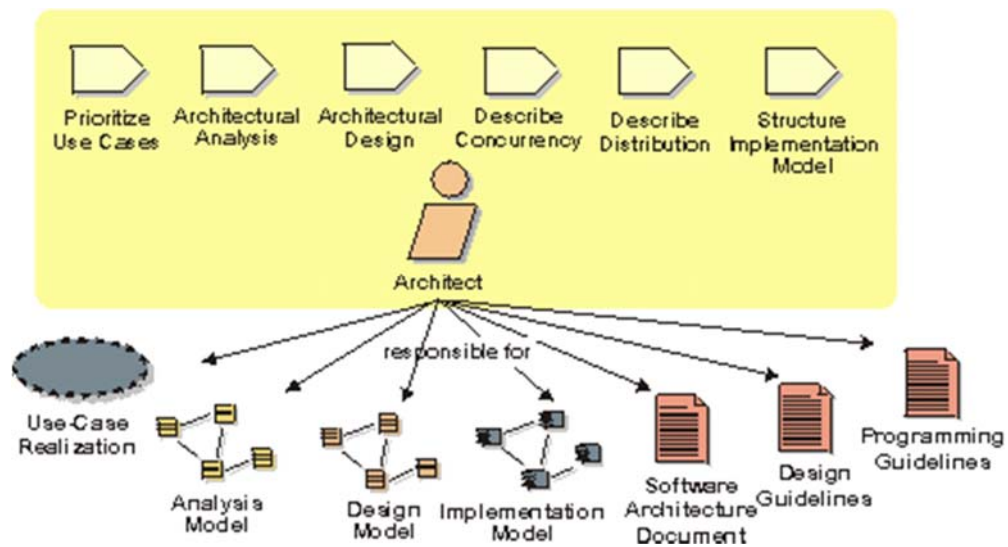 Prioritize
Use Cases
Architectural
Analysis
Architectural
Design
Describe
Concurrency
Describe
Distribution
Structure
Implementation
Model
Architect
responsible for
Use-Case
Realization
Analysis
Model
Design
Model
Implementation
Model
Software
Architecture
Document
Design
Guidelines
Programming
Guidelines